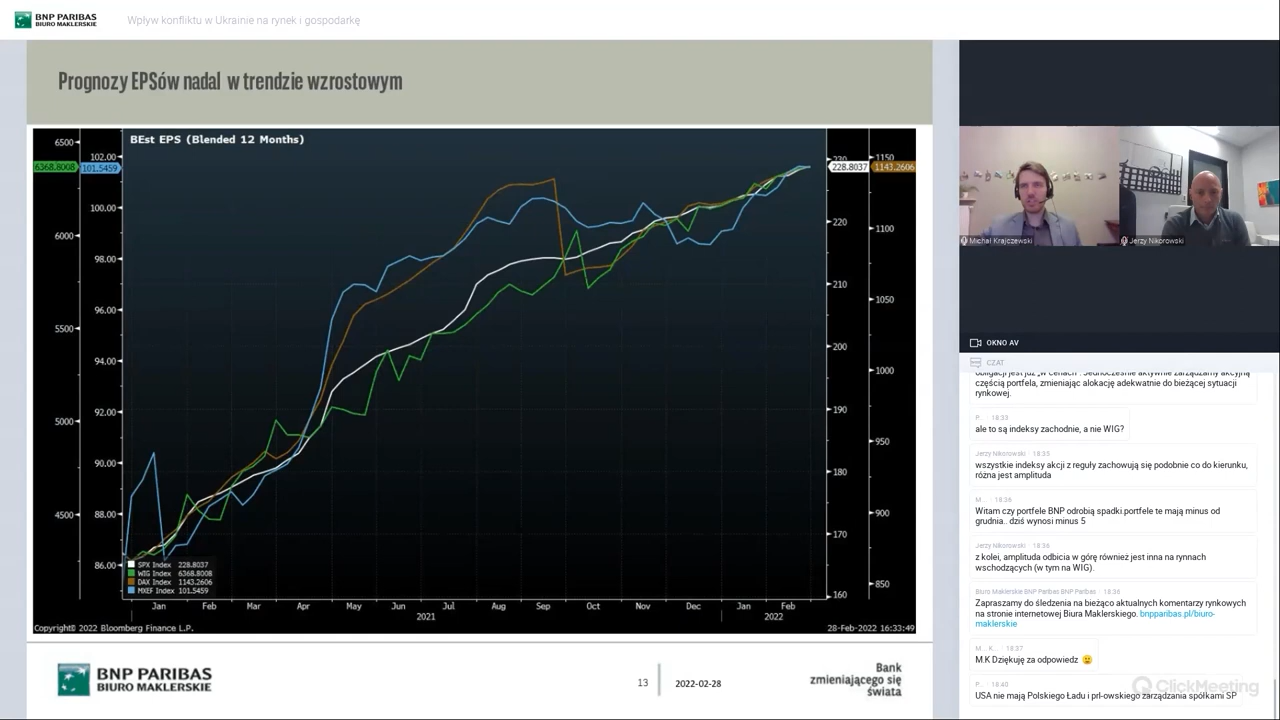 BNP PARIBAS
BIURO MAKLERSKIE
Wpływ konfliktu w Ukrainie na rynek i gospodarkę
Prognozy EPSów nadal w trendzie wzrostowym
BEst EPS (Blended 12 Months)
6500
6368.8008
6000
5500
5000
4500
102.00
101.5459
100.00
98.00
96.00
94.00
92.00
90.00
88.00
86.00
230
228.8037
220
210
200
190
180
170
160
1150
1143.2606
1100
1050
1000
950
900
850
SPX Index 228.8037
WIG Index 6368.8008
DAX Index 1143.2606
MXEF Index 101.5459
Jan Feb Mar Apr May Jun Jul Aug Sep Oct Nov Dec Jan Feb
2021 2022
Copyright© 2022 Bloomberg Finance L.P.
28-Feb-2022 16:33:49
BNP PARIBAS
BIURO MAKLERSKIE
13
2022-02-28
Bank
zmieniającego się
świata
Michał Krajczewski
Jerzy Nikorowski
OKNO AV
CZAT
obligacji jest już „w cenach". Jednocześnie aktywnie zarządzamy akcyjną
częścią portfela, zmieniając alokację adekwatnie do bieżącej sytuacji
rynkowej.
P... · 18:33
ale to są indeksy zachodnie, a nie WIG?
Jerzy Nikorowski · 18:35
wszystkie indeksy akcji z reguły zachowują się podobnie co do kierunku,
różna jest amplituda
M... · 18:36
Witam czy portfele BNP odrobią spadki.portfele te mają minus od
grudnia.. dziś wynosi minus 5
Jerzy Nikorowski · 18:36
z kolei, amplituda odbicia w górę również jest inna na rynnach
wschodzących (w tym na WIG).
Biuro Maklerskie BNP Paribas BNP Paribas · 18:36
Zapraszamy do śledzenia na bieżąco aktualnych komentarzy rynkowych
na stronie internetowej Biura Maklerskiego. bnpparibas.pl/biuro-
maklerskie
M... K... · 18:37
M.K Dziękuję za odpowiedz 🙂
P... · 18:40
USA nie mają Polskiego Ładu i prl-owskiego zarządzania spółkami SP
ClickMeeting